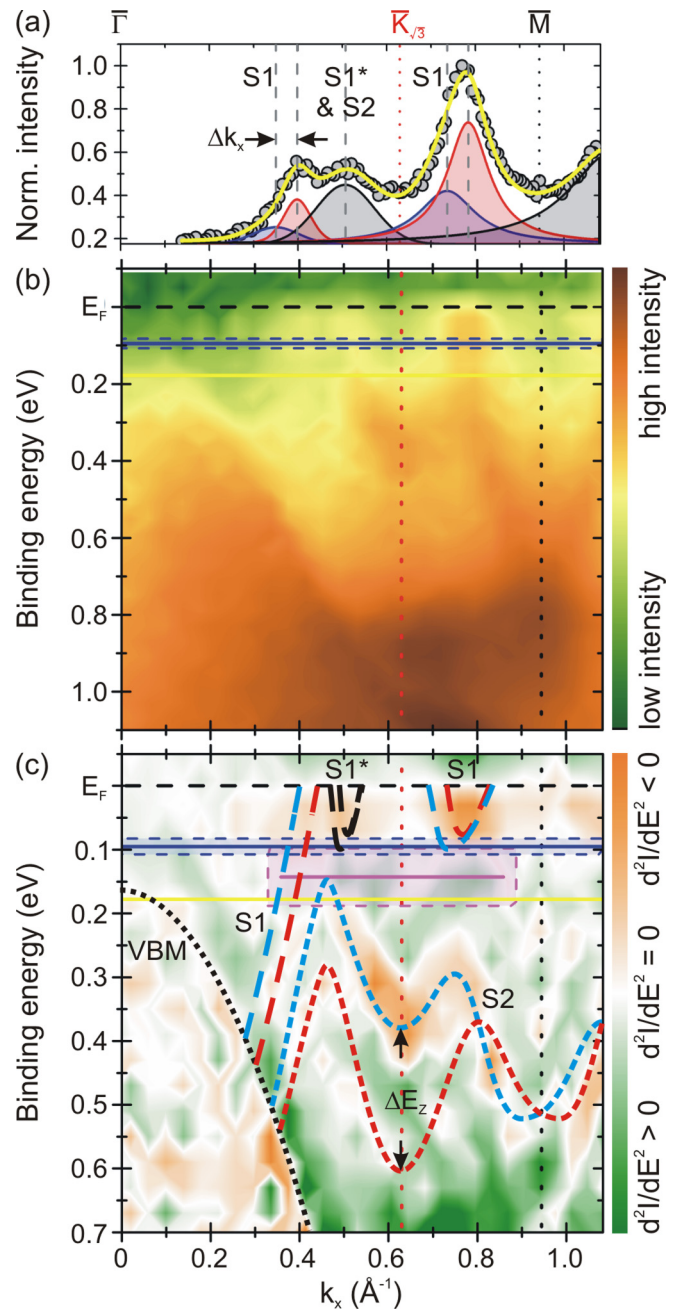 (a)
Γ̅
K̅√3
M̅
S1
S1*
& S2
S1
Δkₓ
Norm. intensity
1.0
0.8
0.6
0.4
0.2
(b)
E_F
0.2
0.4
0.6
0.8
1.0
Binding energy (eV)
high intensity
low intensity
(c)
E_F
0.1
0.2
0.3
0.4
0.5
0.6
0.7
Binding energy (eV)
S1*
S1
S1
VBM
S2
ΔE_z
d²I/dE² < 0
d²I/dE² = 0
d²I/dE² > 0
0
0.2
0.4
0.6
0.8
1.0
kₓ (Å⁻¹)